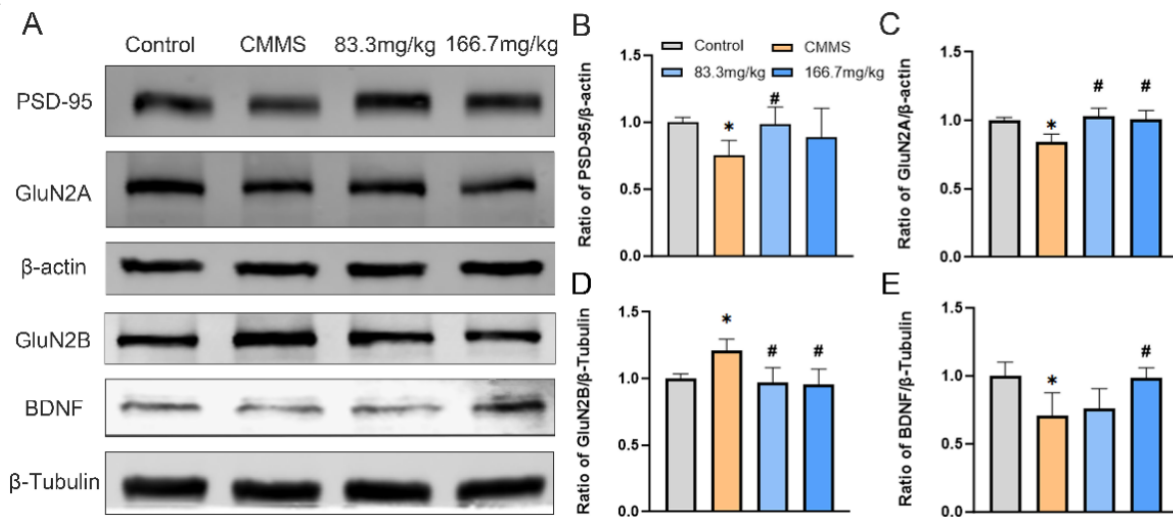 A
Control CMMS 83.3mg/kg 166.7mg/kg
PSD-95
GluN2A
β-actin
GluN2B
BDNF
β-Tubulin
B
Control CMMS
83.3mg/kg 166.7mg/kg
Ratio of PSD-95/β-actin
1.5
1.0
0.5
0.0
*
#
C
Ratio of GluN2A/β-actin
1.5
1.0
0.5
0.0
*
#
#
D
Ratio of GluN2B/β-Tubulin
1.5
1.0
0.5
0.0
*
#
#
E
Ratio of BDNF/β-Tubulin
1.5
1.0
0.5
0.0
*
#